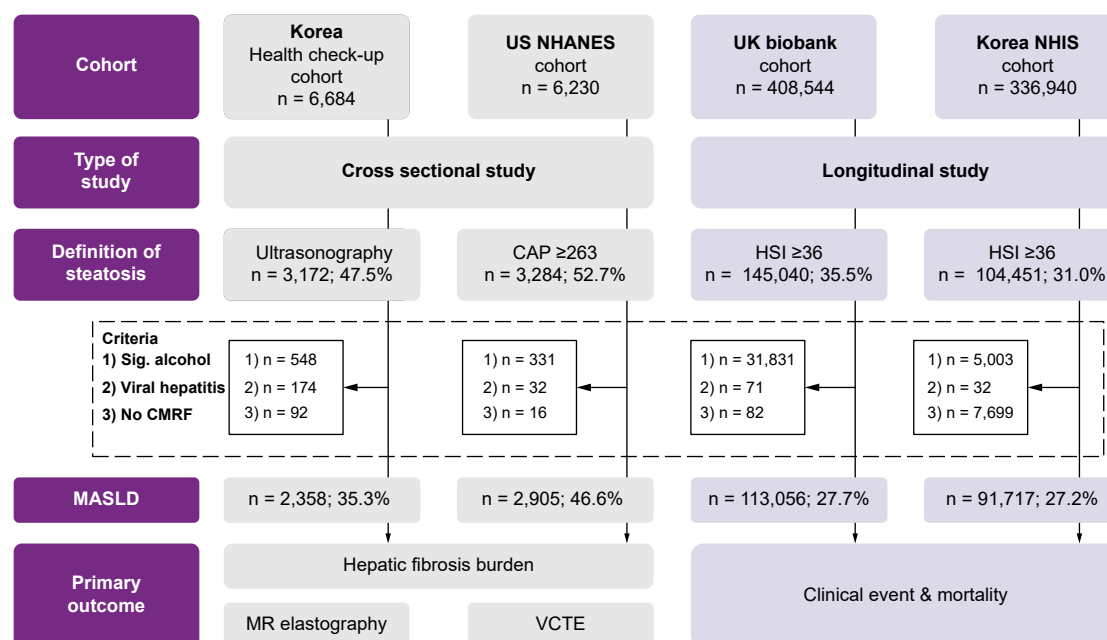 Cohort
Korea
Health check-up
cohort
n = 6,684
US NHANES
cohort
n = 6,230
UK biobank
cohort
n = 408,544
Korea NHIS
cohort
n = 336,940
Type of
study
Cross sectional study
Longitudinal study
Definition of
steatosis
Ultrasonography
n = 3,172; 47.5%
CAP ≥263
n = 3,284; 52.7%
HSI ≥36
n = 145,040; 35.5%
HSI ≥36
n = 104,451; 31.0%
Criteria
1) Sig. alcohol
2) Viral hepatitis
3) No CMRF
1) n = 548
2) n = 174
3) n = 92
1) n = 331
2) n = 32
3) n = 16
1) n = 31,831
2) n = 71
3) n = 82
1) n = 5,003
2) n = 32
3) n = 7,699
MASLD
n = 2,358; 35.3%
n = 2,905; 46.6%
n = 113,056; 27.7%
n = 91,717; 27.2%
Primary
outcome
Hepatic fibrosis burden
MR elastography
VCTE
Clinical event & mortality